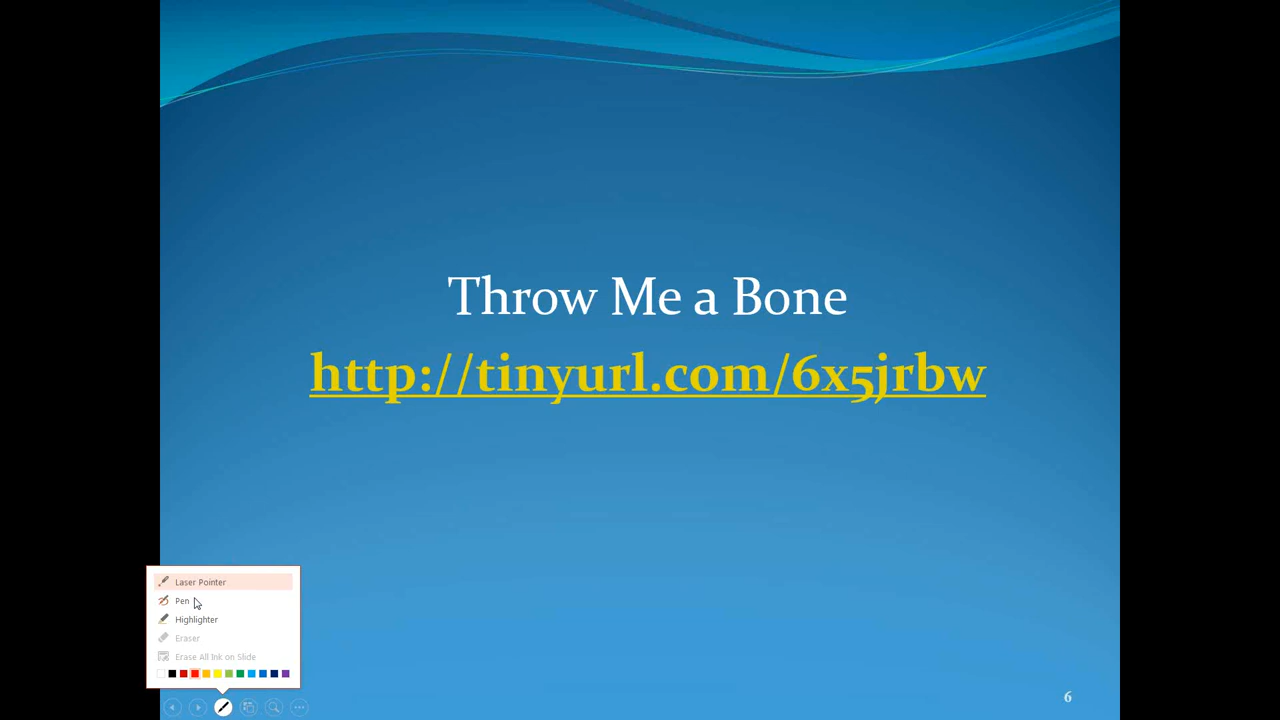 Throw Me a Bone
http://tinyurl.com/6x5jrbw
Laser Pointer
Pen
Highlighter
Eraser
Erase All Ink on Slide
6